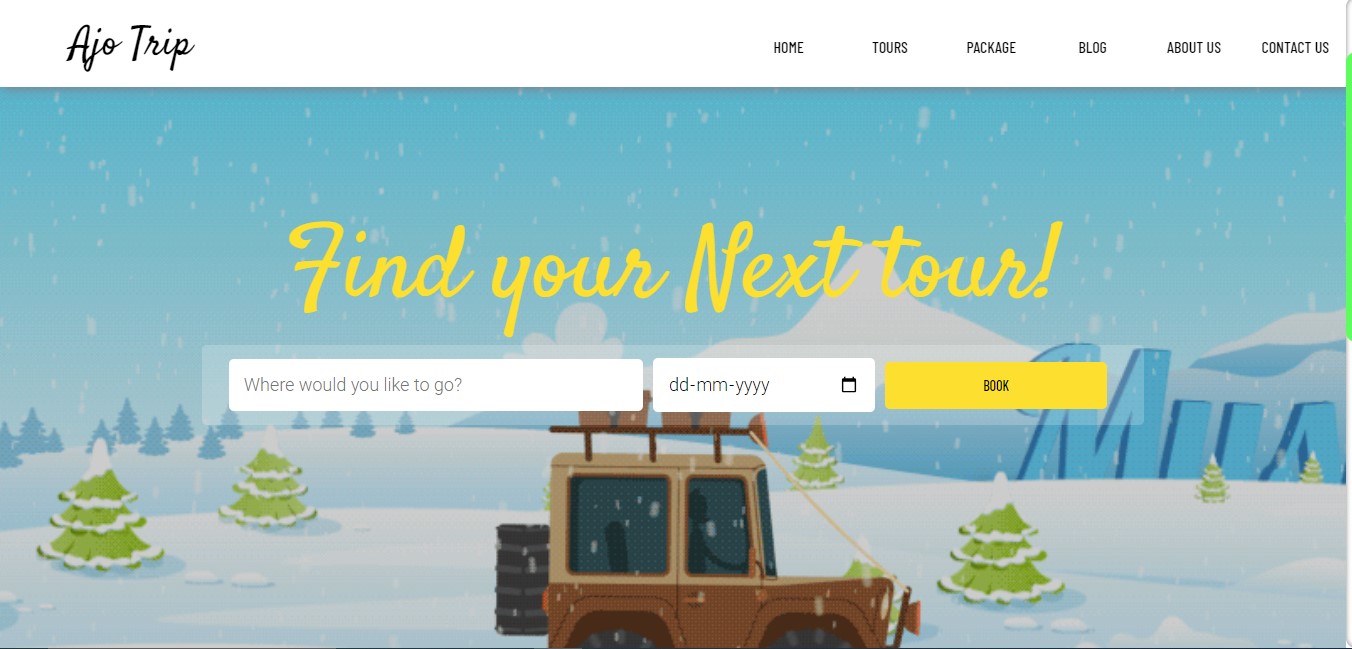 Ajo Trip
HOME TOURS PACKAGE BLOG ABOUT US CONTACT US
Find your Next tour!
Where would you like to go? dd-mm-yyyy BOOK